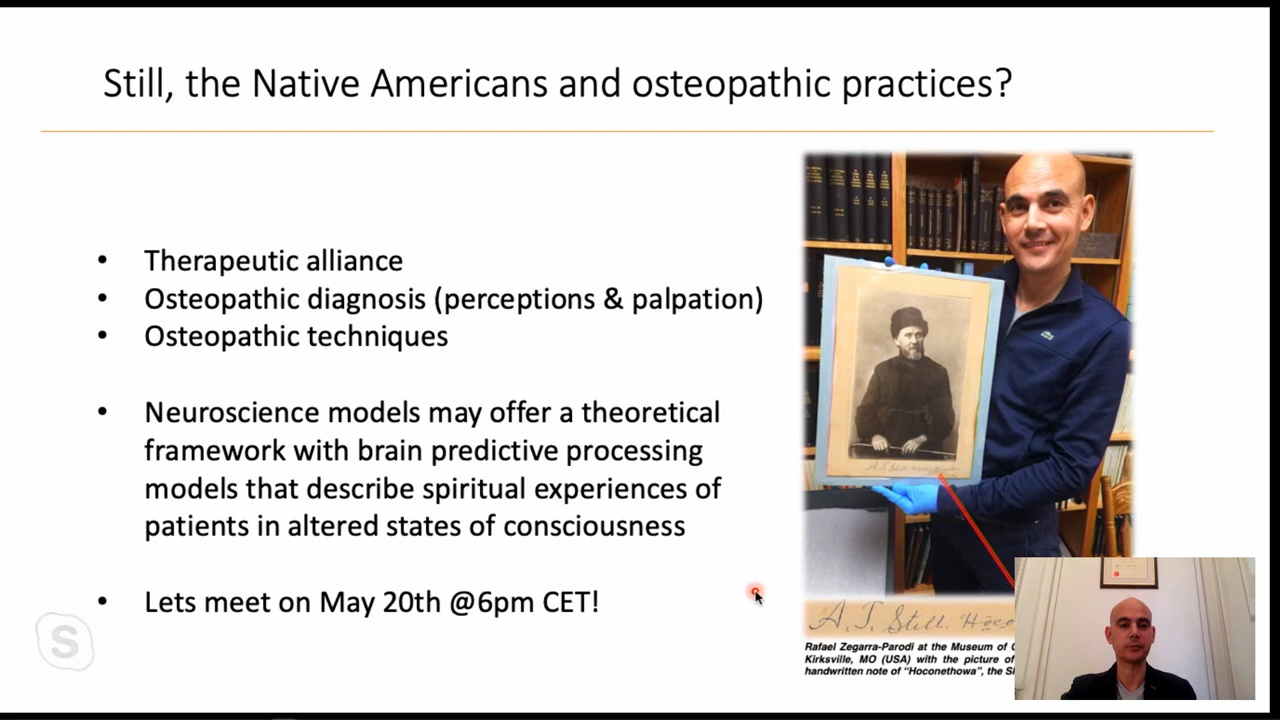 Still, the Native Americans and osteopathic practices?
• Therapeutic alliance
• Osteopathic diagnosis (perceptions & palpation)
• Osteopathic techniques
• Neuroscience models may offer a theoretical
framework with brain predictive processing
models that describe spiritual experiences of
patients in altered states of consciousness
• Lets meet on May 20th @6pm CET!
S
A. T. Still.
Rafael Zegarra-Parodi at the Museum of
Kirksville, MO (USA) with the picture of
handwritten note of "Hoconethowa", the